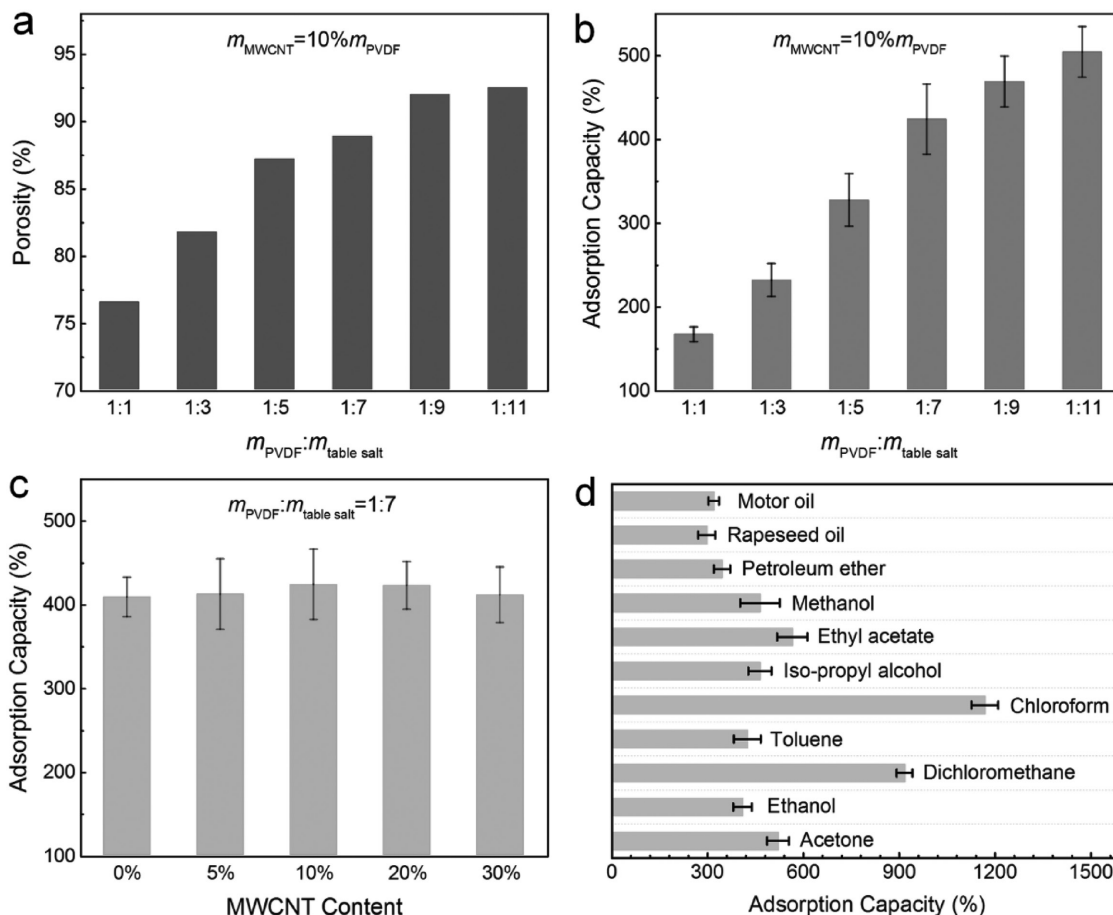 a
m_MWCNT=10%m_PVDF
Porosity (%)
95
90
85
80
75
70
1:1 1:3 1:5 1:7 1:9 1:11
m_PVDF:m_table salt
b
m_MWCNT=10%m_PVDF
Adsorption Capacity (%)
500
400
300
200
100
1:1 1:3 1:5 1:7 1:9 1:11
m_PVDF:m_table salt
c
m_PVDF:m_table salt=1:7
Adsorption Capacity (%)
500
400
300
200
100
0% 5% 10% 20% 30%
MWCNT Content
d
Motor oil
Rapeseed oil
Petroleum ether
Methanol
Ethyl acetate
Iso-propyl alcohol
Chloroform
Toluene
Dichloromethane
Ethanol
Acetone
0 300 600 900 1200 1500
Adsorption Capacity (%)